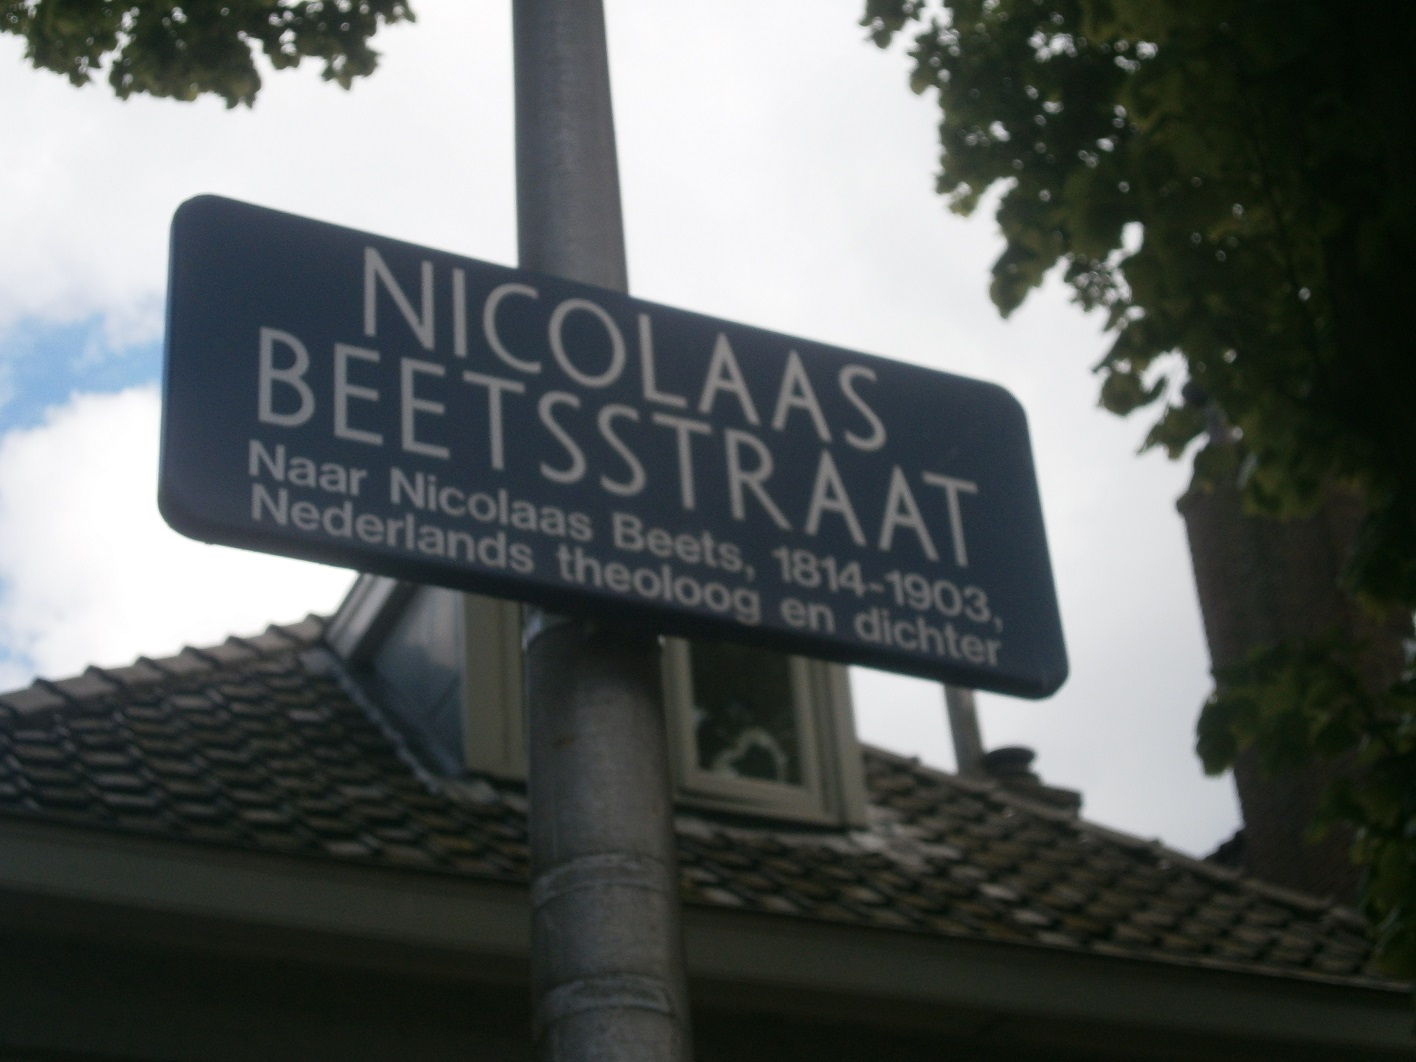 NICOLAAS
BEETSSTRAAT
Naar Nicolaas Beets, 1814-1903,
Nederlands theoloog en dichter